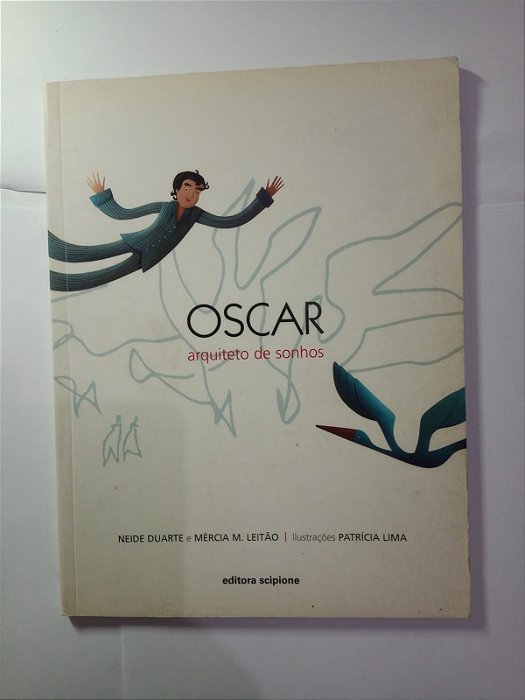 OSCAR
arquiteto de sonhos
NEIDE DUARTE e MÉRCIA M. LEITÃO | Ilustrações PATRÍCIA LIMA
editora scipione